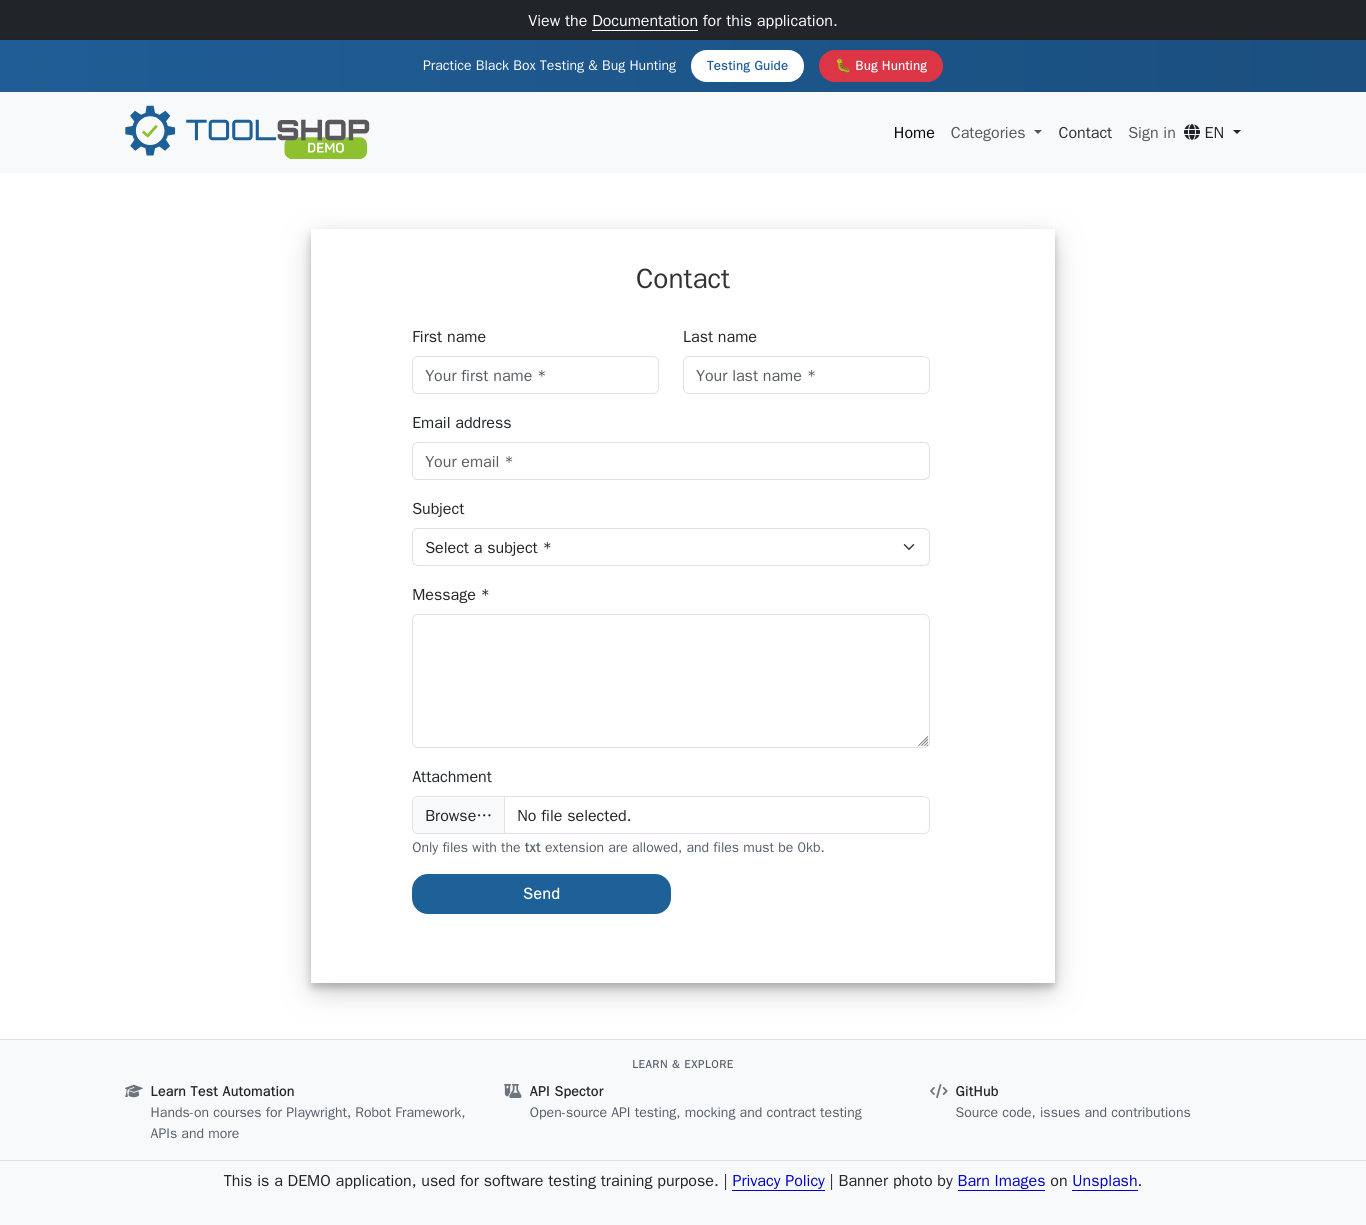 View the Documentation for this application.
Practice Black Box Testing & Bug Hunting Testing Guide Bug Hunting
TOOLSHOP
DEMO
Home Categories Contact Sign in EN
Contact
First name Last name
Your first name * Your last name *
Email address
Your email *
Subject
Select a subject *
Message *
Attachment
Browse… No file selected.
Only files with the txt extension are allowed, and files must be 0kb.
Send
LEARN & EXPLORE
Learn Test Automation
Hands-on courses for Playwright, Robot Framework,
APIs and more
API Spector
Open-source API testing, mocking and contract testing
GitHub
Source code, issues and contributions
This is a DEMO application, used for software testing training purpose. | Privacy Policy | Banner photo by Barn Images on Unsplash.